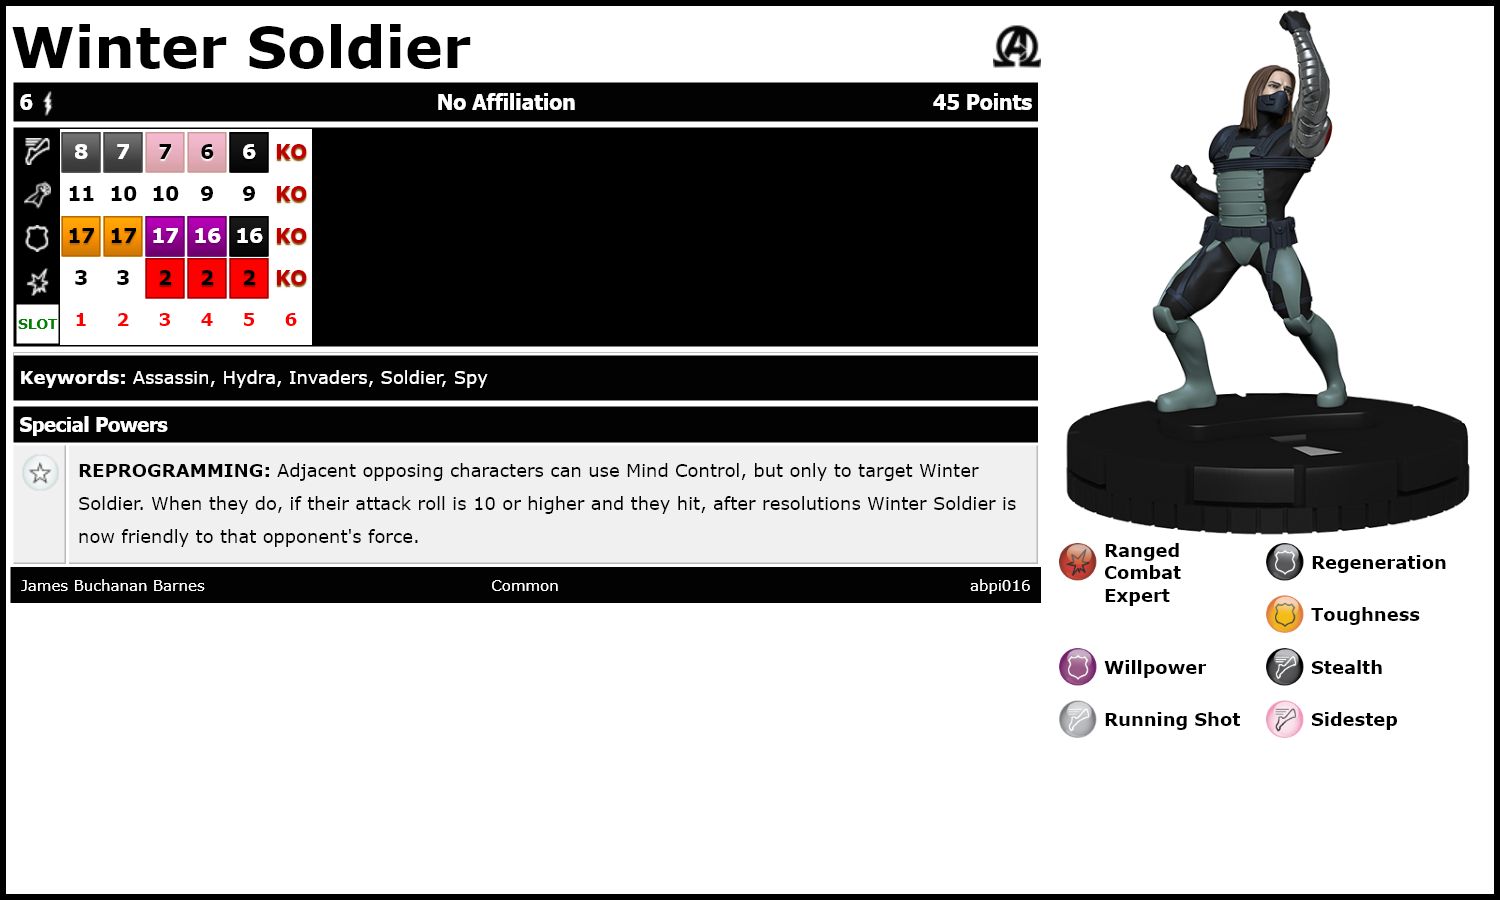 Winter Soldier
6 No Affiliation 45 Points
8 7 7 6 6 KO
11 10 10 9 9 KO
17 17 17 16 16 KO
3 3 2 2 2 KO
SLOT 1 2 3 4 5 6
Keywords: Assassin, Hydra, Invaders, Soldier, Spy
Special Powers
REPROGRAMMING: Adjacent opposing characters can use Mind Control, but only to target Winter
Soldier. When they do, if their attack roll is 10 or higher and they hit, after resolutions Winter Soldier is
now friendly to that opponent's force.
James Buchanan Barnes Common abpi016
Ranged
Combat
Expert
Regeneration
Toughness
Willpower
Stealth
Running Shot
Sidestep